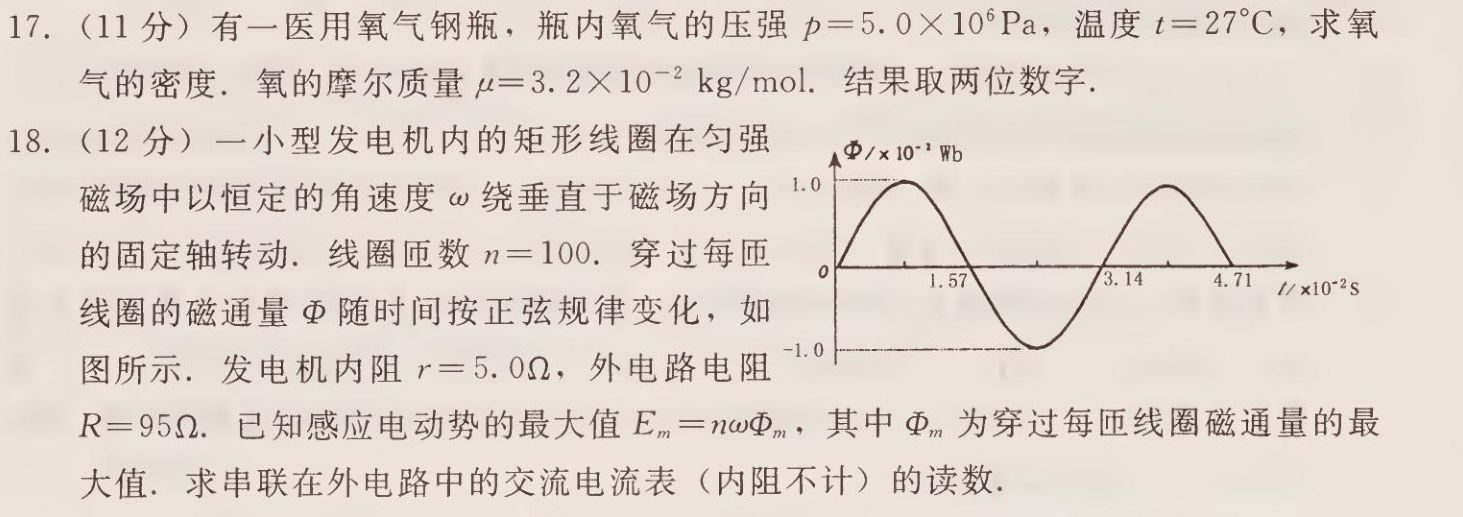 17. (11 分) 有一医用氧气钢瓶，瓶内氧气的压强 p=5.0×10⁶Pa，温度 t=27℃，求氧
气的密度．氧的摩尔质量 μ=3.2×10⁻² kg/mol．结果取两位数字．
18. (12 分) 一小型发电机内的矩形线圈在匀强
磁场中以恒定的角速度 ω 绕垂直于磁场方向
的固定轴转动．线圈匝数 n=100．穿过每匝
线圈的磁通量 Φ 随时间按正弦规律变化，如
图所示．发电机内阻 r=5.0Ω，外电路电阻
R=95Ω．已知感应电动势的最大值 Eₘ=nωΦₘ，其中 Φₘ 为穿过每匝线圈磁通量的最
大值．求串联在外电路中的交流电流表（内阻不计）的读数．
Φ/×10⁻² Wb
1.0
0
1.57
3.14
4.71
t/×10⁻²S
-1.0